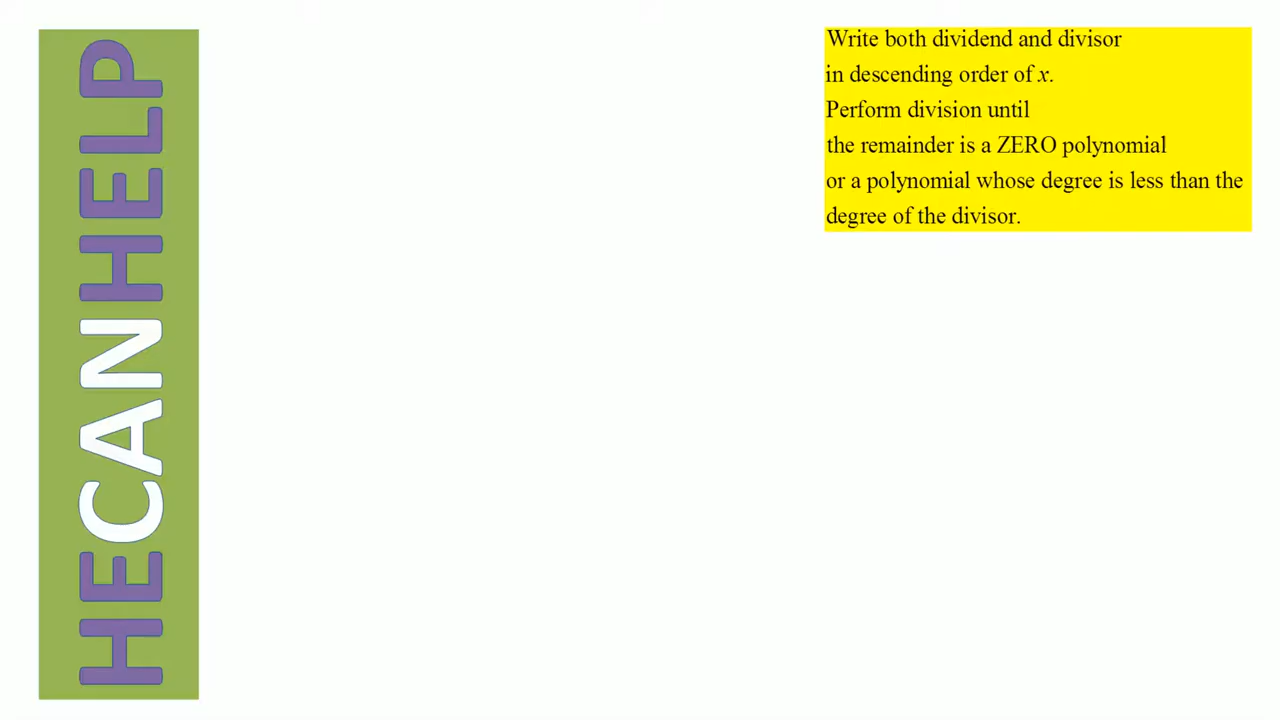 HECANHELP
Write both dividend and divisor
in descending order of x.
Perform division until
the remainder is a ZERO polynomial
or a polynomial whose degree is less than the
degree of the divisor.